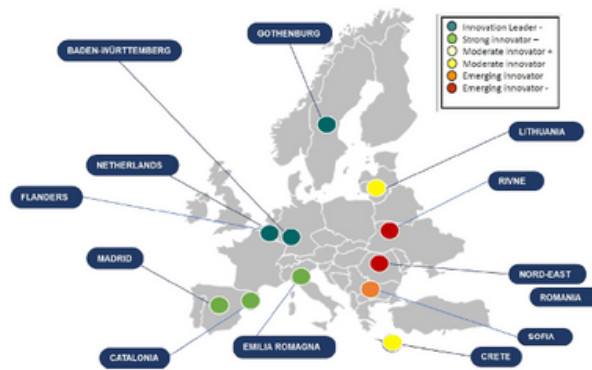 GOTHENBURG
BADEN-WÜRTTEMBERG
Innovation Leader -
Strong innovator –
Moderate innovator +
Moderate innovator
Emerging innovator
Emerging innovator -
LITHUANIA
NETHERLANDS
RIVNE
FLANDERS
MADRID
NORD-EAST
ROMANIA
SOFIA
EMILIA ROMAGNA
CATALONIA
CRETE